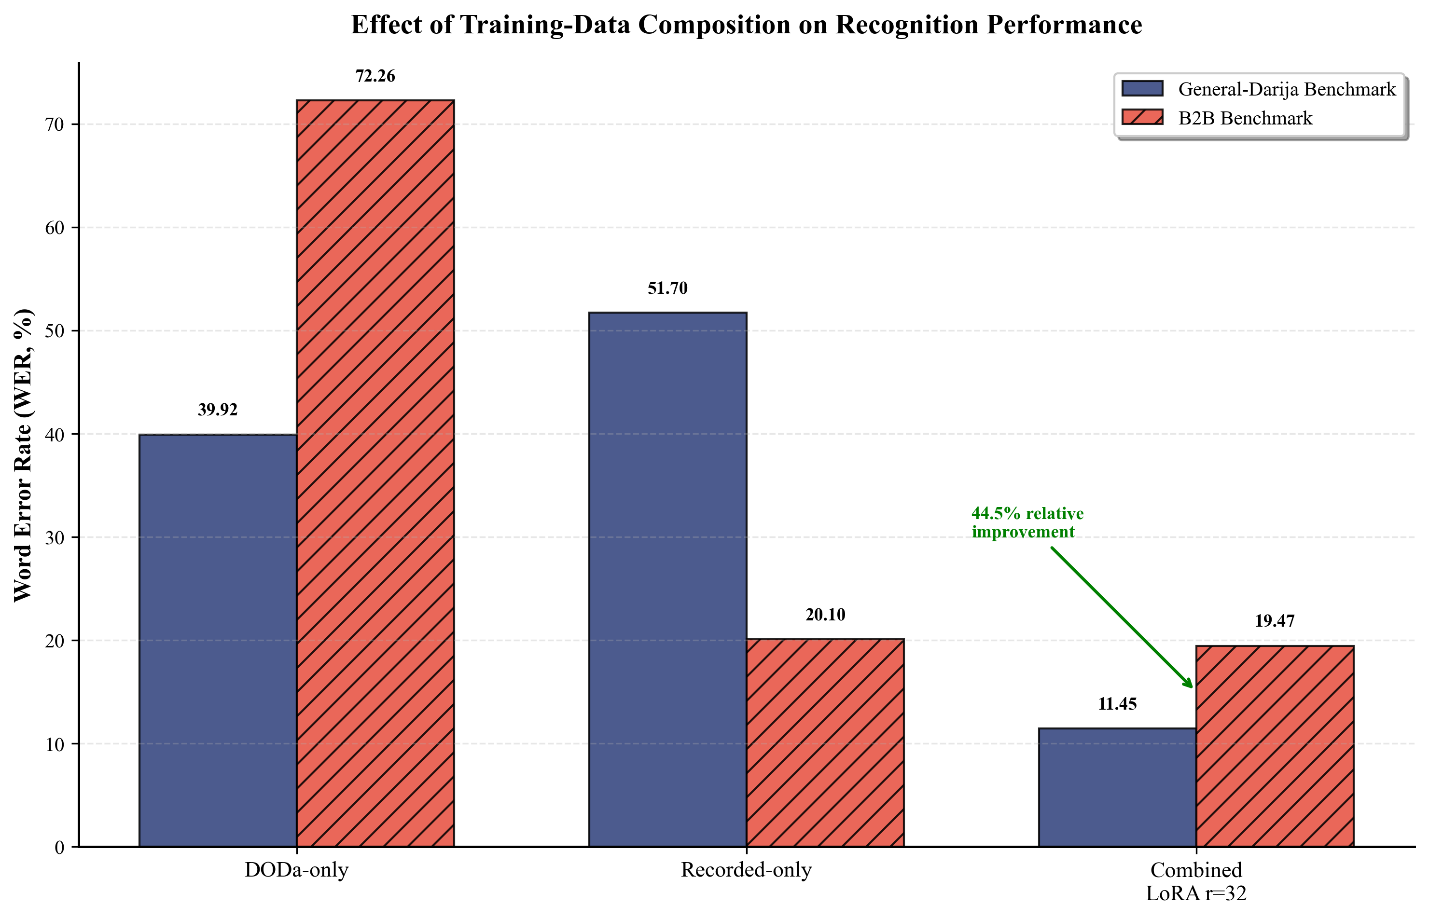 Effect of Training-Data Composition on Recognition Performance
General-Darija Benchmark
B2B Benchmark
Word Error Rate (WER, %)
70
60
50
40
30
20
10
0
39.92
72.26
51.70
20.10
11.45
19.47
44.5% relative
improvement
DODa-only
Recorded-only
Combined
LoRA r=32